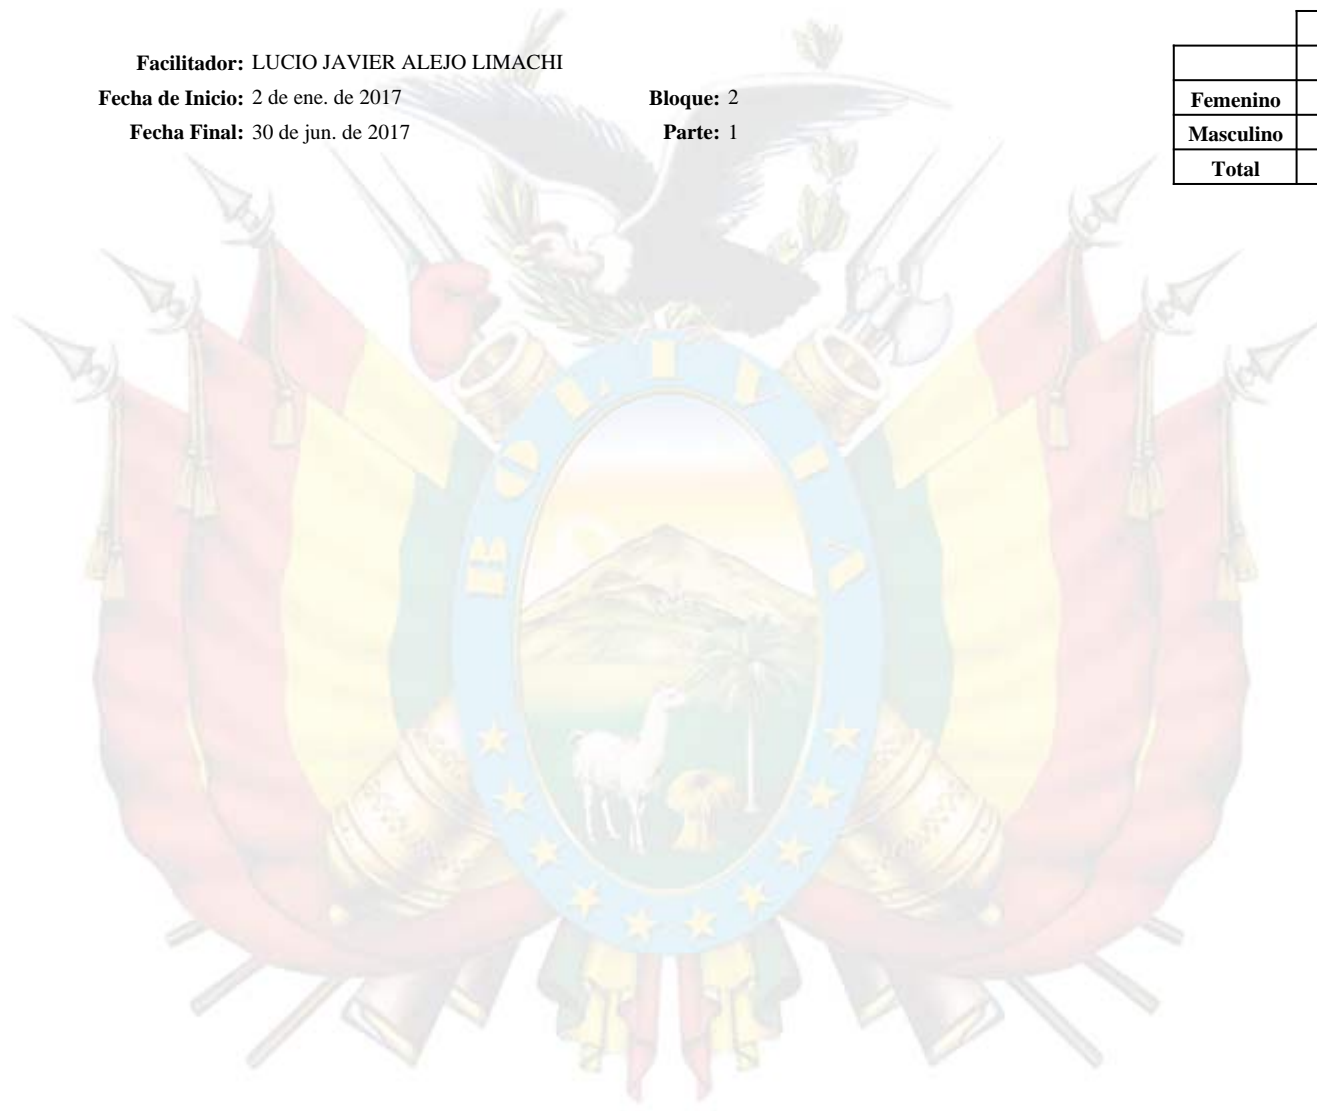 Facilitador: LUCIO JAVIER ALEJO LIMACHI
Fecha de Inicio: 2 de ene. de 2017 Bloque: 2
Fecha Final: 30 de jun. de 2017 Parte: 1
Femenino
Masculino
Total
BOLIVIA